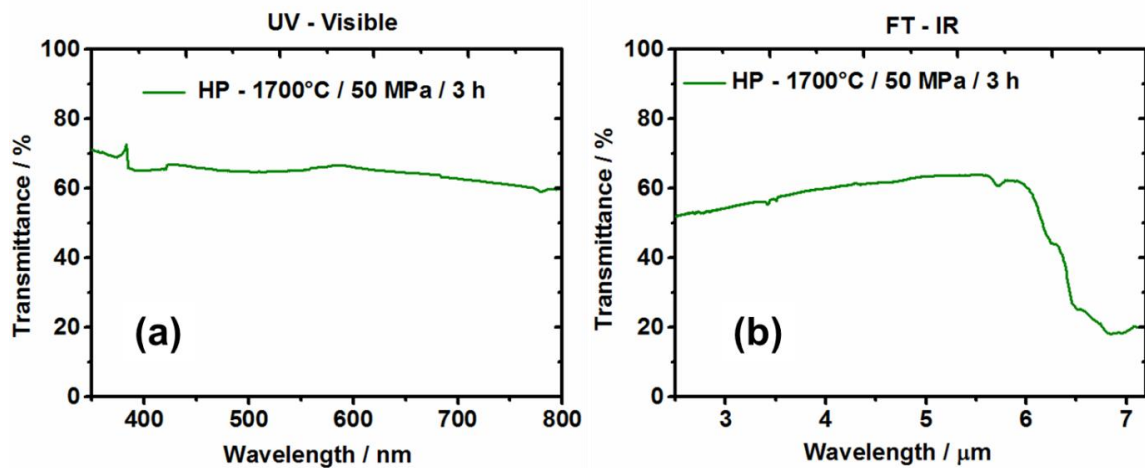 UV - Visible
HP - 1700°C / 50 MPa / 3 h
Transmittance / %
100
80
60
40
20
0
(a)
400 500 600 700 800
Wavelength / nm
FT - IR
HP - 1700°C / 50 MPa / 3 h
Transmittance / %
100
80
60
40
20
0
(b)
3 4 5 6 7
Wavelength / μm